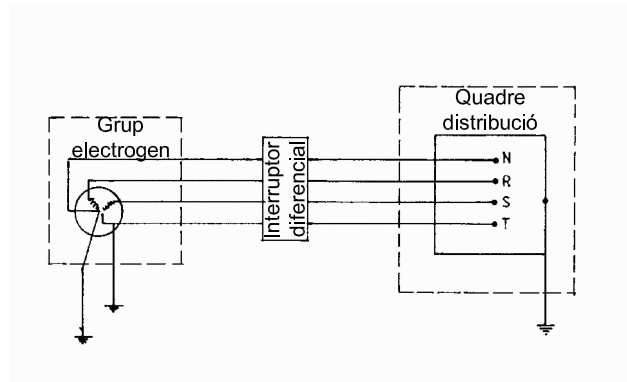 Grup
electrogen
Interruptor
diferencial
Quadre
distribució
N
R
S
T